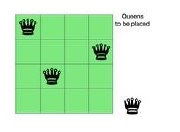 Queens
to be placed